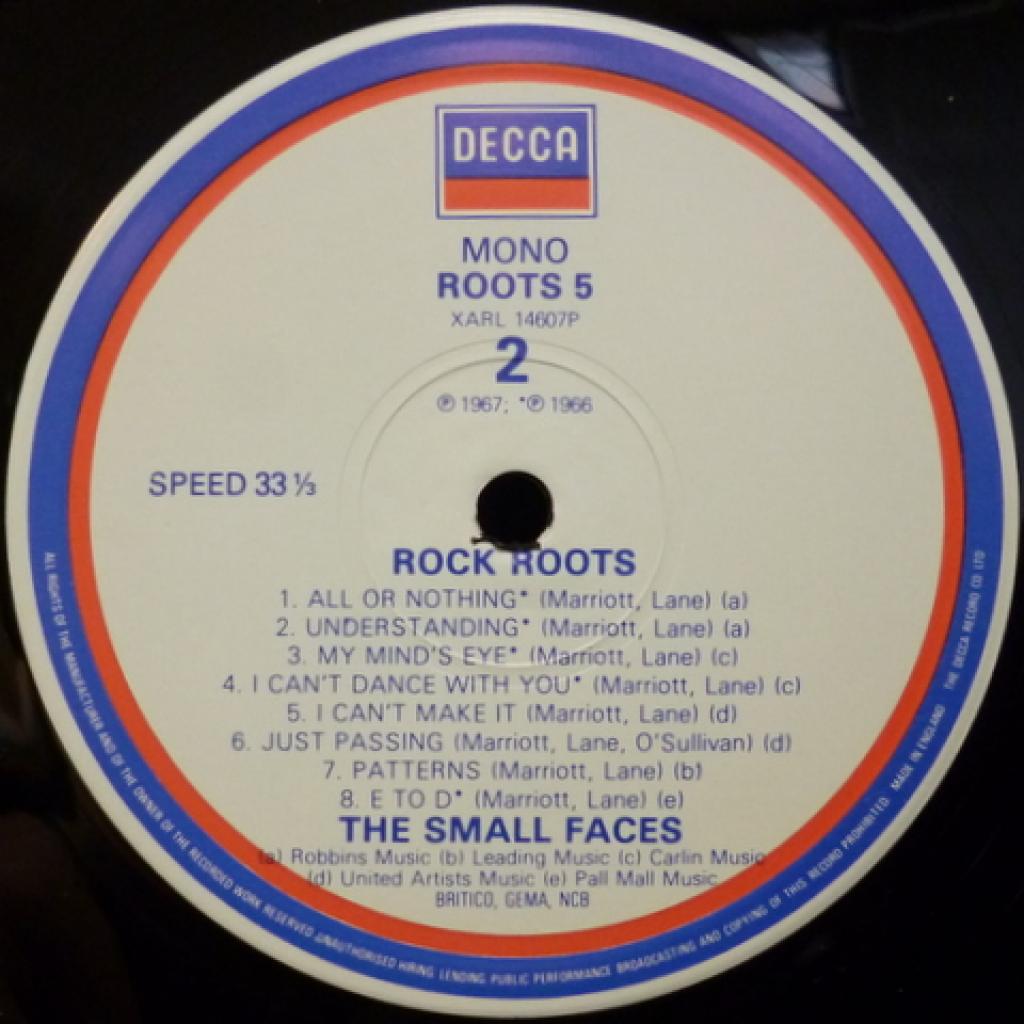 DECCA
MONO
ROOTS 5
XARL 14607P
2
℗ 1967; *℗ 1966
SPEED 33 ⅓
ROCK ROOTS
1. ALL OR NOTHING* (Marriott, Lane) (a)
2. UNDERSTANDING* (Marriott, Lane) (a)
3. MY MIND'S EYE* (Marriott, Lane) (c)
4. I CAN'T DANCE WITH YOU* (Marriott, Lane) (c)
5. I CAN'T MAKE IT (Marriott, Lane) (d)
6. JUST PASSING (Marriott, Lane, O'Sullivan) (d)
7. PATTERNS (Marriott, Lane) (b)
8. E TO D* (Marriott, Lane) (e)
THE SMALL FACES
(a) Robbins Music (b) Leading Music (c) Carlin Music
(d) United Artists Music (e) Pall Mall Music
BRITICO, GEMA, NCB
ALL RIGHTS OF THE MANUFACTURER AND OF THE OWNER OF THE RECORDED WORK RESERVED UNAUTHORISED HIRING LENDING PUBLIC PERFORMANCE BROADCASTING AND COPYING OF THIS RECORD PROHIBITED MADE IN ENGLAND THE DECCA RECORD CO LTD